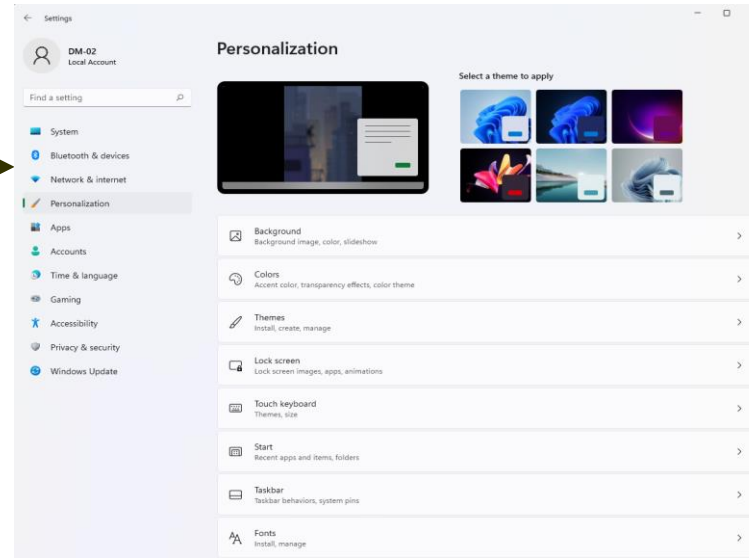 Settings
DM-02
Local Account
Find a setting
System
Bluetooth & devices
Network & internet
Personalization
Apps
Accounts
Time & language
Gaming
Accessibility
Privacy & security
Windows Update
Personalization
Select a theme to apply
Background
Background image, color, slideshow
Colors
Accent color, transparency effects, color theme
Themes
Install, create, manage
Lock screen
Lock screen images, apps, animations
Touch keyboard
Themes, size
Start
Recent apps and items, folders
Taskbar
Taskbar behaviors, system pins
Fonts
Install, manage